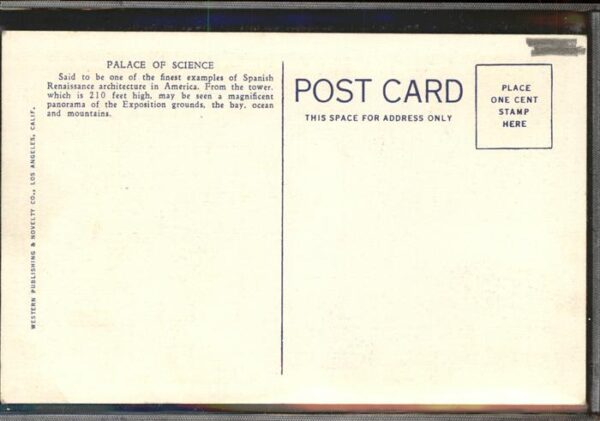 PALACE OF SCIENCE
Said to be one of the finest examples of Spanish
Renaissance architecture in America. From the tower,
which is 210 feet high, may be seen a magnificent
panorama of the Exposition grounds, the bay, ocean
and mountains.
WESTERN PUBLISHING & NOVELTY CO., LOS ANGELES, CALIF.
POST CARD
THIS SPACE FOR ADDRESS ONLY
PLACE
ONE CENT
STAMP
HERE